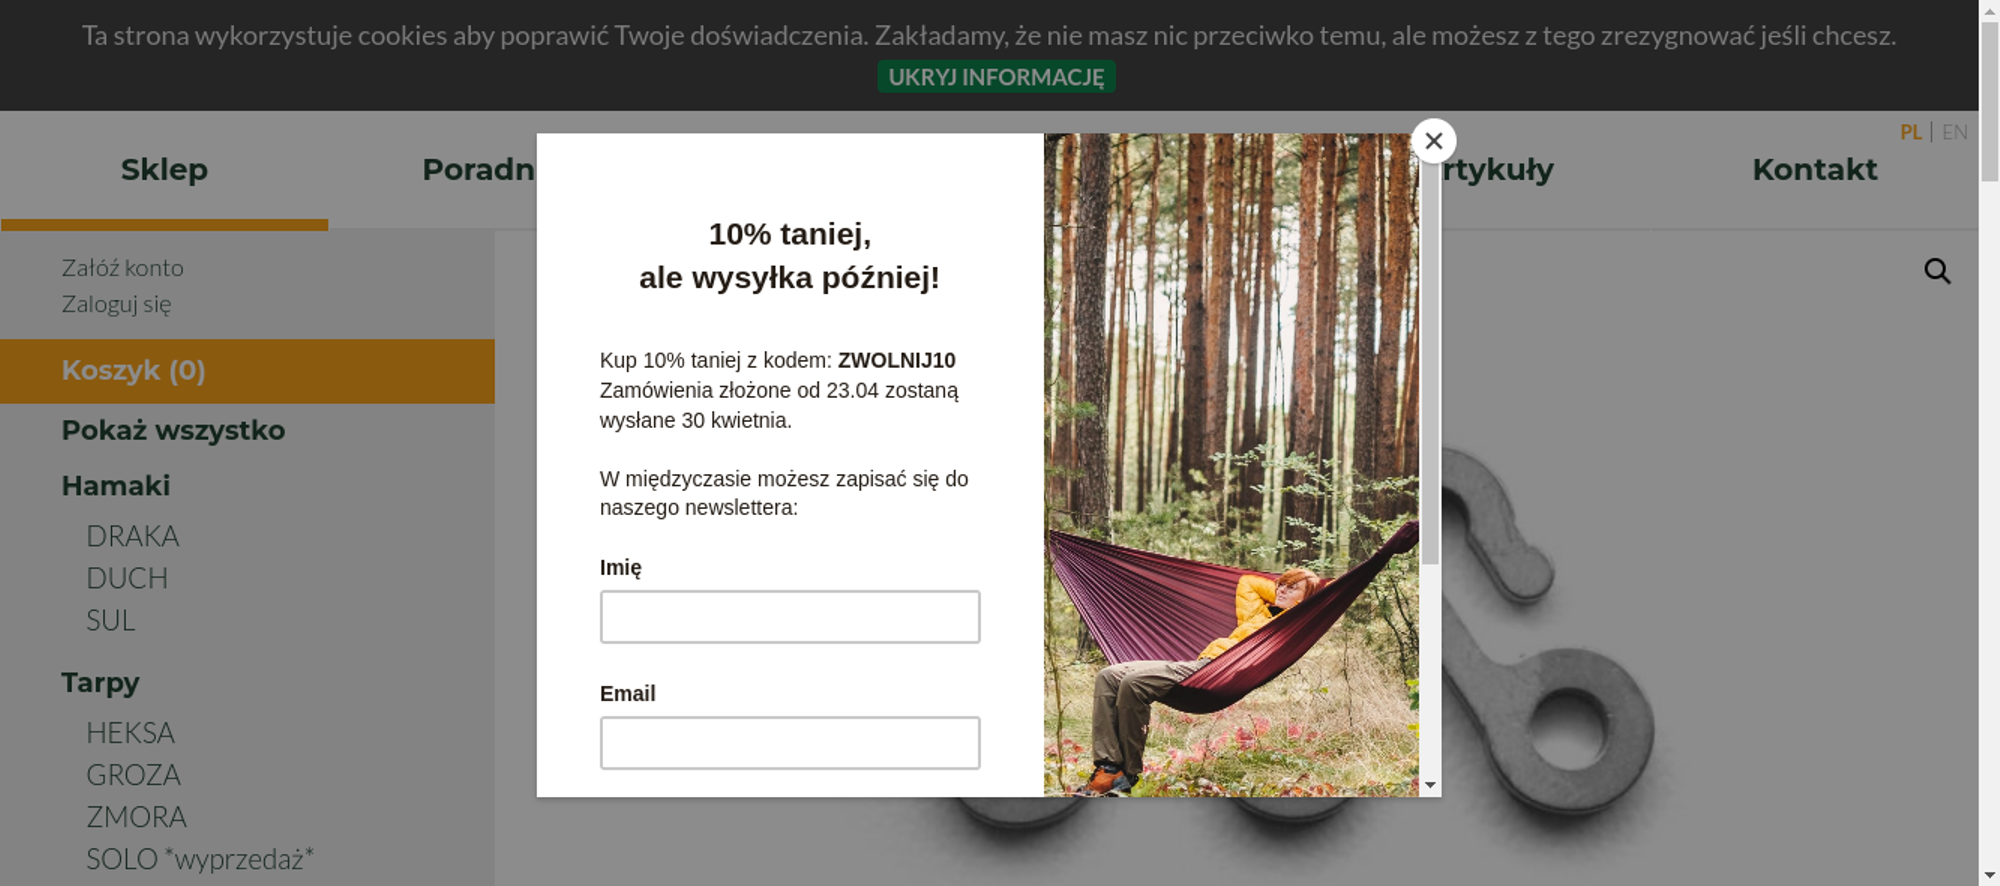 Ta strona wykorzystuje cookies aby poprawić Twoje doświadczenia. Zakładamy, że nie masz nic przeciwko temu, ale możesz z tego zrezygnować jeśli chcesz.
UKRYJ INFORMACJĘ
PL | EN
Sklep
Poradn
rtykuły
Kontakt
Załóż konto
Zaloguj się
Koszyk (0)
Pokaż wszystko
Hamaki
DRAKA
DUCH
SUL
Tarpy
HEKSA
GROZA
ZMORA
SOLO *wyprzedaż*
10% taniej,
ale wysyłka później!
Kup 10% taniej z kodem: ZWOLNIJ10
Zamówienia złożone od 23.04 zostaną
wysłane 30 kwietnia.
W międzyczasie możesz zapisać się do
naszego newslettera:
Imię
Email